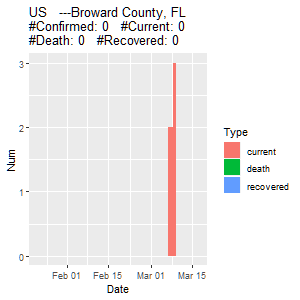 US   ---Broward County, FL
#Confirmed: 0   #Current: 0
#Death: 0   #Recovered: 0
3
2
1
0
Num
Feb 01
Feb 15
Mar 01
Mar 15
Date
Type
current
death
recovered